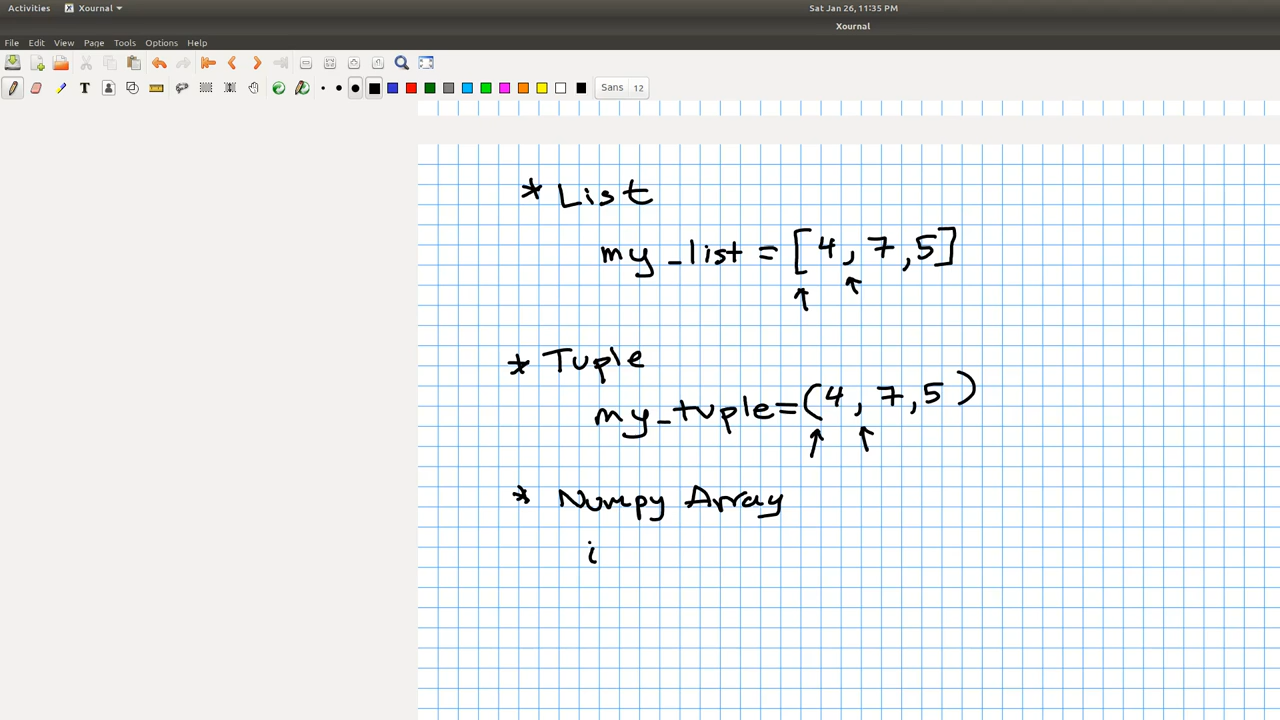 Activities Xournal Sat Jan 26, 11:35 PM
Xournal
File Edit View Page Tools Options Help
T Sans 12
* List
my_list = [4, 7, 5]
* Tuple
my_tuple=(4, 7, 5)
* Numpy Array
i